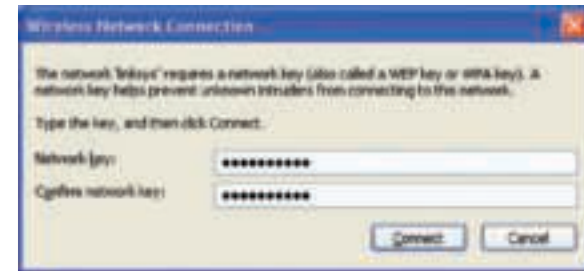 Wireless Network Connection
The network 'linksys' requires a network key (also called a WEP key or WPA key). A
network key helps prevent unknown intruders from connecting to this network.
Type the key, and then click Connect.
Network key: ●●●●●●●●●●
Confirm network key: ●●●●●●●●●●
Connect Cancel